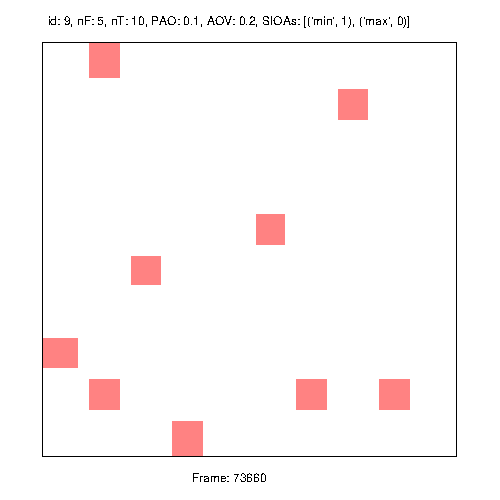 id: 9, nF: 5, nT: 10, PAO: 0.1, AOV: 0.2, SIOAs: [('min', 1), ('max', 0)]
Frame: 73660